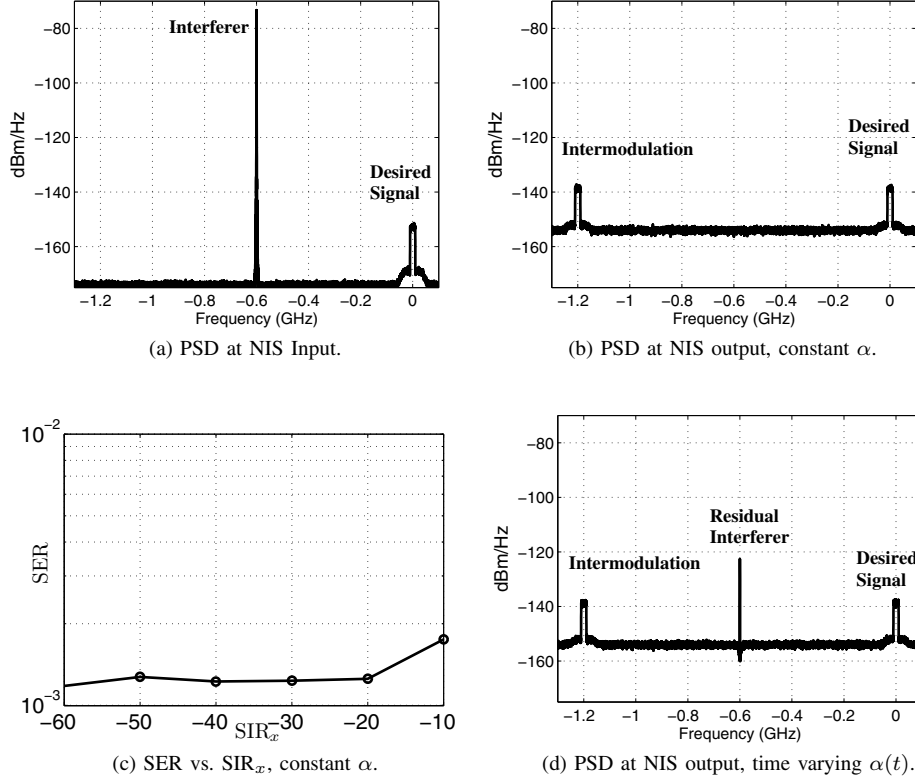 −80
−100
−120
−140
−160
dBm/Hz
Interferer
Desired
Signal
−1.2 −1 −0.8 −0.6 −0.4 −0.2 0
Frequency (GHz)
(a) PSD at NIS Input.
−80
−100
−120
−140
−160
dBm/Hz
Intermodulation
Desired
Signal
−1.2 −1 −0.8 −0.6 −0.4 −0.2 0
Frequency (GHz)
(b) PSD at NIS output, constant α.
10⁻²
SER
10⁻³
−60 −50 −40 −30 −20 −10
SIRₓ
(c) SER vs. SIRₓ, constant α.
−80
−100
−120
−140
−160
dBm/Hz
Residual
Interferer
Intermodulation
Desired
Signal
−1.2 −1 −0.8 −0.6 −0.4 −0.2 0
Frequency (GHz)
(d) PSD at NIS output, time varying α(t).